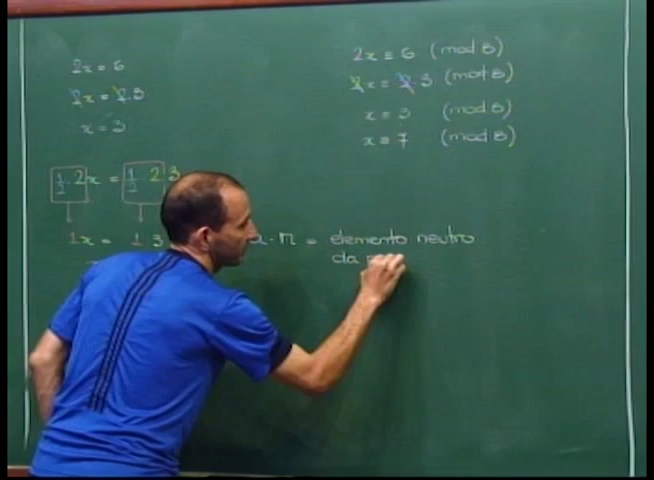 2x = 6
2x = 2·3
x = 3
1/2·2x = 1/2·2 3
1x = 1 3
2x ≡ 6 (mod 8)
2x ≡ 2·3 (mod 8)
x ≡ 3 (mod 8)
x ≡ 7 (mod 8)
· n = elemento neutro
da